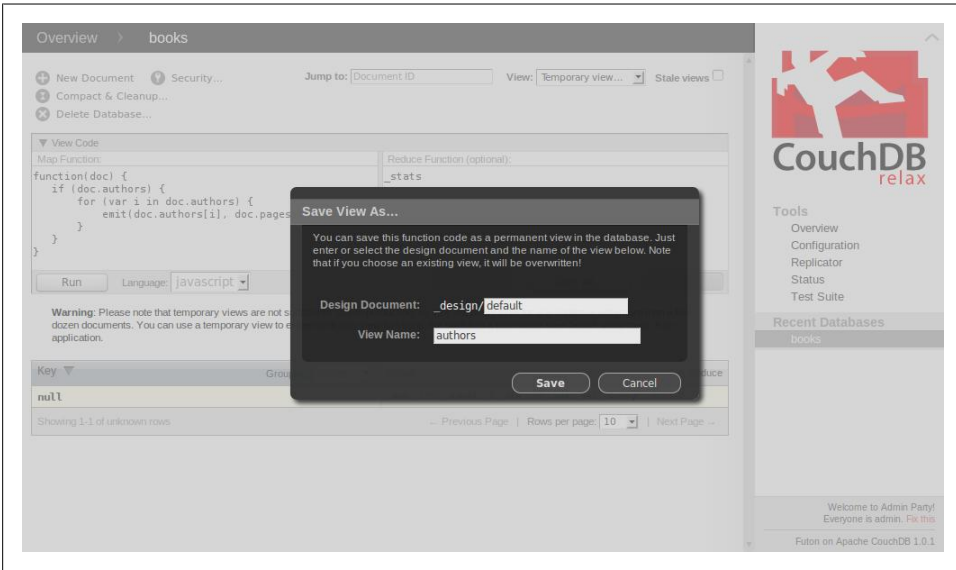 Overview > books
New Document Security...
Compact & Cleanup...
Delete Database...
Jump to: Document ID View: Temporary view... Stale views
▼ View Code
Map Function: Reduce Function (optional):
function(doc) {
if (doc.authors) {
for (var i in doc.authors) {
emit(doc.authors[i], doc.pages
}
}
}
_stats
Run Language: javascript
Warning: Please note that temporary views are not
dozen documents. You can use a temporary view to
application.
Key ▼
null
Showing 1-1 of unknown rows
← Previous Page | Rows per page: 10 | Next Page →
Save View As...
You can save this function code as a permanent view in the database. Just
enter or select the design document and the name of the view below. Note
that if you choose an existing view, it will be overwritten!
Design Document: _design/default
View Name: authors
Save Cancel
CouchDB
relax
Tools
Overview
Configuration
Replicator
Status
Test Suite
Recent Databases
books
Welcome to Admin Party!
Everyone is admin. Fix this
Futon on Apache CouchDB 1.0.1